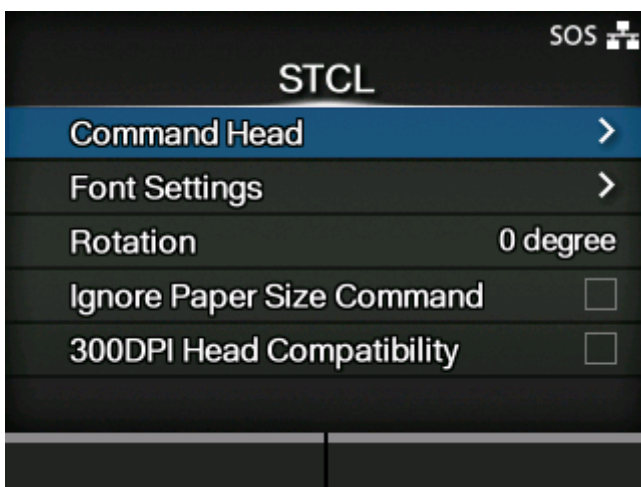 SOS
STCL
Command Head
Font Settings
Rotation 0 degree
Ignore Paper Size Command
300DPI Head Compatibility